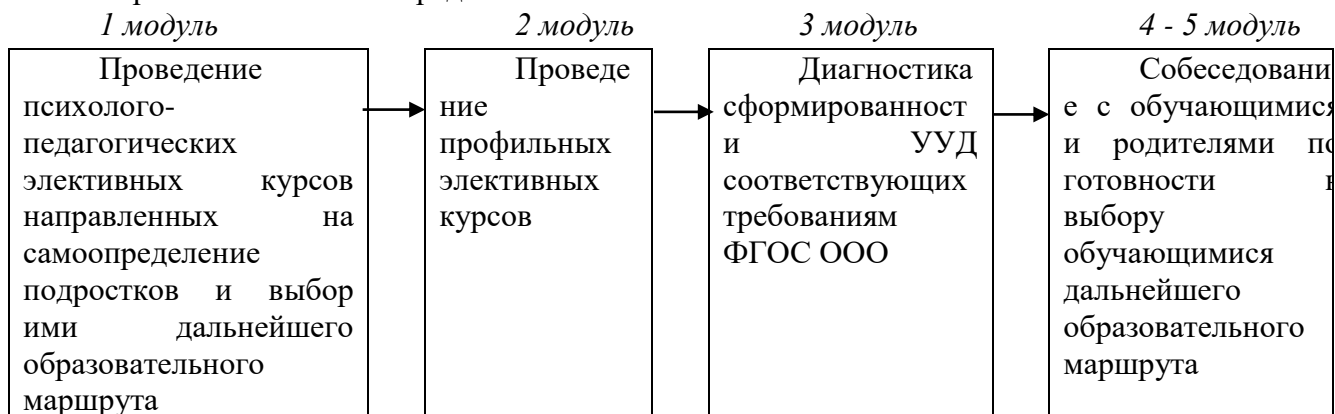 1 модуль
2 модуль
3 модуль
4 - 5 модуль
Проведение
психолого-
педагогических
элективных курсов
направленных на
самоопределение
подростков и выбор
ими дальнейшего
образовательного
маршрута
Проведе
ние
профильных
элективных
курсов
Диагностика
сформированност
и УУД
соответствующих
требованиям
ФГОС ООО
Собеседовани
е с обучающимися
и родителями по
готовности к
выбору
обучающимися
дальнейшего
образовательного
маршрута